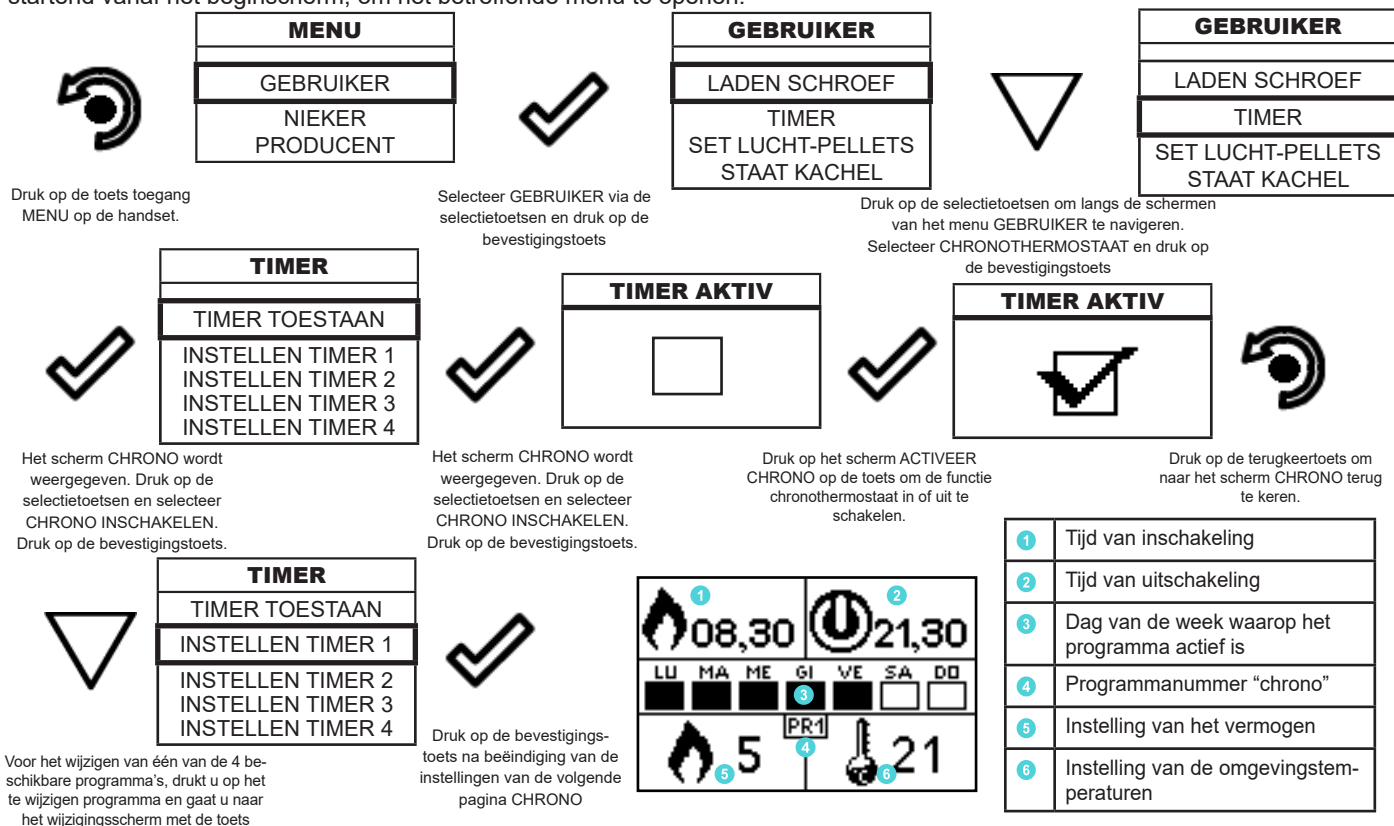 startend vanaf het beginscherm, om het betreffende menu te openen.
MENU
GEBRUIKER
NIEKER
PRODUCENT
Druk op de toets toegang
MENU op de handset.
GEBRUIKER
LADEN SCHROEF
TIMER
SET LUCHT-PELLETS
STAAT KACHEL
Selecteer GEBRUIKER via de
selectietoetsen en druk op de
bevestigingstoets
GEBRUIKER
LADEN SCHROEF
TIMER
SET LUCHT-PELLETS
STAAT KACHEL
Druk op de selectietoetsen om langs de schermen
van het menu GEBRUIKER te navigeren.
Selecteer CHRONOTHERMOSTAAT en druk op
de bevestigingstoets
TIMER
TIMER TOESTAAN
INSTELLEN TIMER 1
INSTELLEN TIMER 2
INSTELLEN TIMER 3
INSTELLEN TIMER 4
Het scherm CHRONO wordt
weergegeven. Druk op de
selectietoetsen en selecteer
CHRONO INSCHAKELEN.
Druk op de bevestigingstoets.
TIMER AKTIV
Het scherm CHRONO wordt
weergegeven. Druk op de
selectietoetsen en selecteer
CHRONO INSCHAKELEN.
Druk op de bevestigingstoets.
TIMER AKTIV
Druk op het scherm ACTIVEER
CHRONO op de toets om de functie
chronothermostaat in of uit te
schakelen.
Druk op de terugkeertoets om
naar het scherm CHRONO terug
te keren.
TIMER
TIMER TOESTAAN
INSTELLEN TIMER 1
INSTELLEN TIMER 2
INSTELLEN TIMER 3
INSTELLEN TIMER 4
Voor het wijzigen van één van de 4 be-
schikbare programma's, drukt u op het
te wijzigen programma en gaat u naar
het wijzigingsscherm met de toets
Druk op de bevestigings-
toets na beëindiging van de
instellingen van de volgende
pagina CHRONO
1 08,30 2 21,30
LU MA ME GI VE SA DO
3
PR1
5 5 4 6 21
1 Tijd van inschakeling
2 Tijd van uitschakeling
3 Dag van de week waarop het
programma actief is
4 Programmanummer “chrono”
5 Instelling van het vermogen
6 Instelling van de omgevingstem-
peraturen